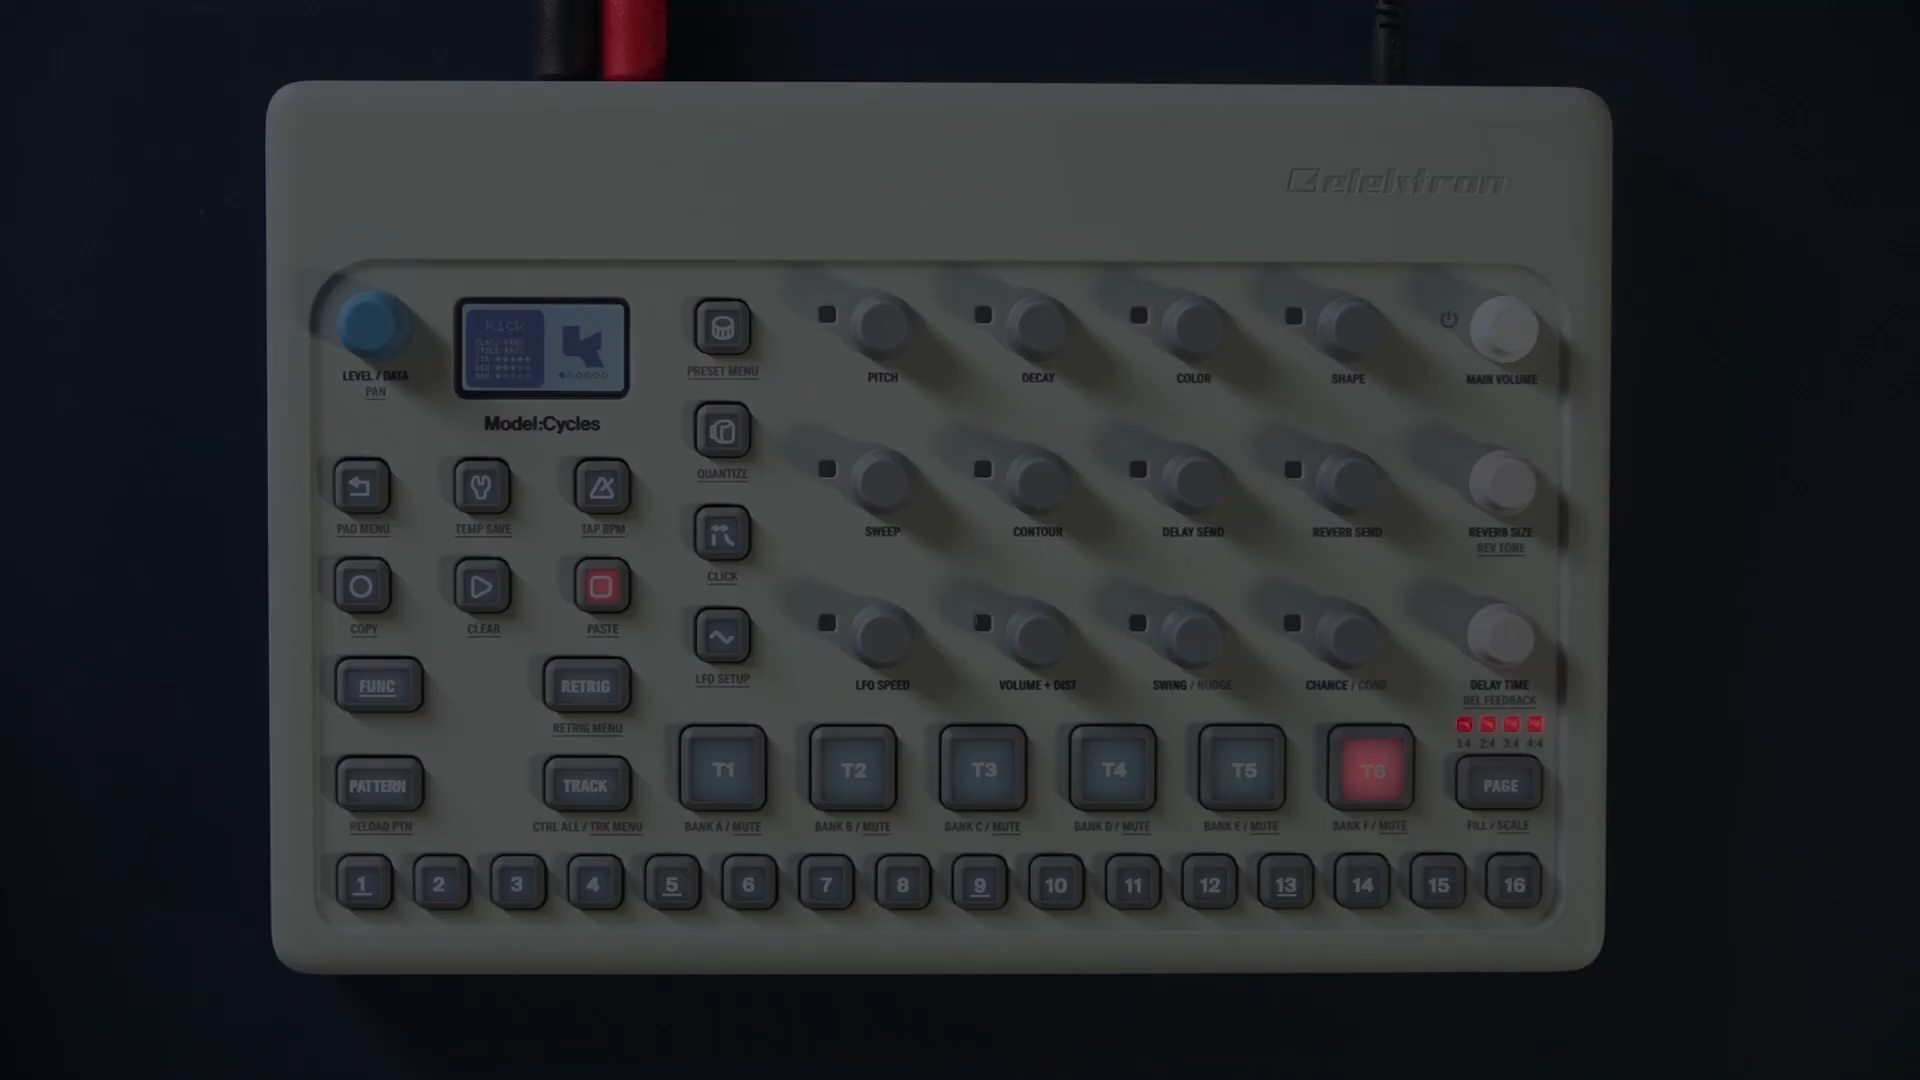 elektron
Kick
LEVEL / DATA
PAN
Model:Cycles
PRESET MENU
PITCH
DECAY
COLOR
SHAPE
MAIN VOLUME
QUANTIZE
PAD MENU
TEMP SAVE
TAP BPM
CLICK
SWEEP
CONTOUR
DELAY SEND
REVERB SEND
REVERB SIZE
REV TONE
COPY
CLEAR
PASTE
LFO SETUP
LFO SPEED
VOLUME + DIST
SWING / NUDGE
CHANCE / COND
DELAY TIME
DEL FEEDBACK
FUNC
RETRIG
RETRIG MENU
1:4 2:4 3:4 4:4
PATTERN
TRACK
T1
T2
T3
T4
T5
T6
PAGE
RELOAD PTN
CTRL ALL / TRK MENU
BANK A / MUTE
BANK B / MUTE
BANK C / MUTE
BANK D / MUTE
BANK E / MUTE
BANK F / MUTE
FILL / SCALE
1 2 3 4 5 6 7 8 9 10 11 12 13 14 15 16